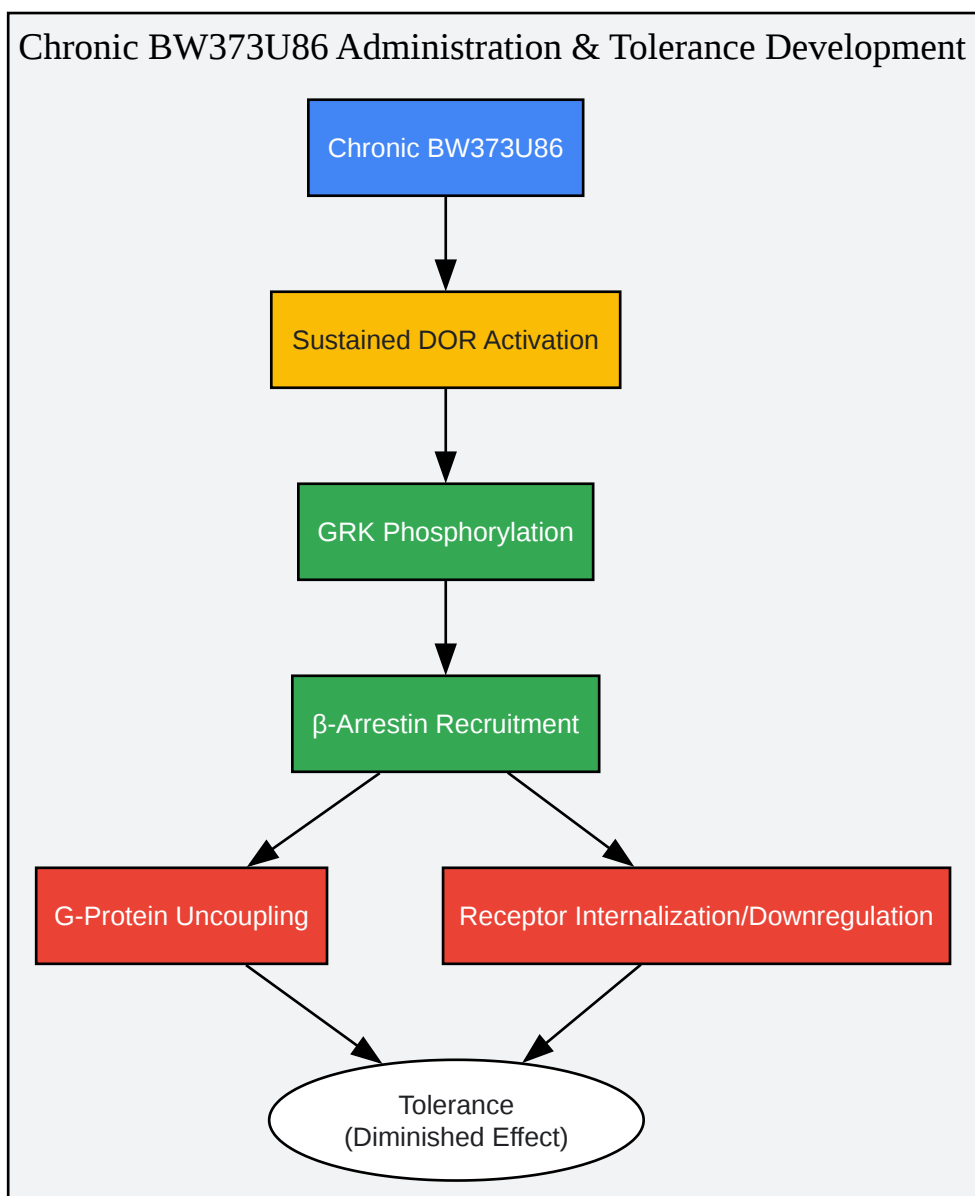 Chronic BW373U86 Administration & Tolerance Development
Chronic BW373U86
Sustained DOR Activation
GRK Phosphorylation
β-Arrestin Recruitment
G-Protein Uncoupling
Receptor Internalization/Downregulation
Tolerance
(Diminished Effect)